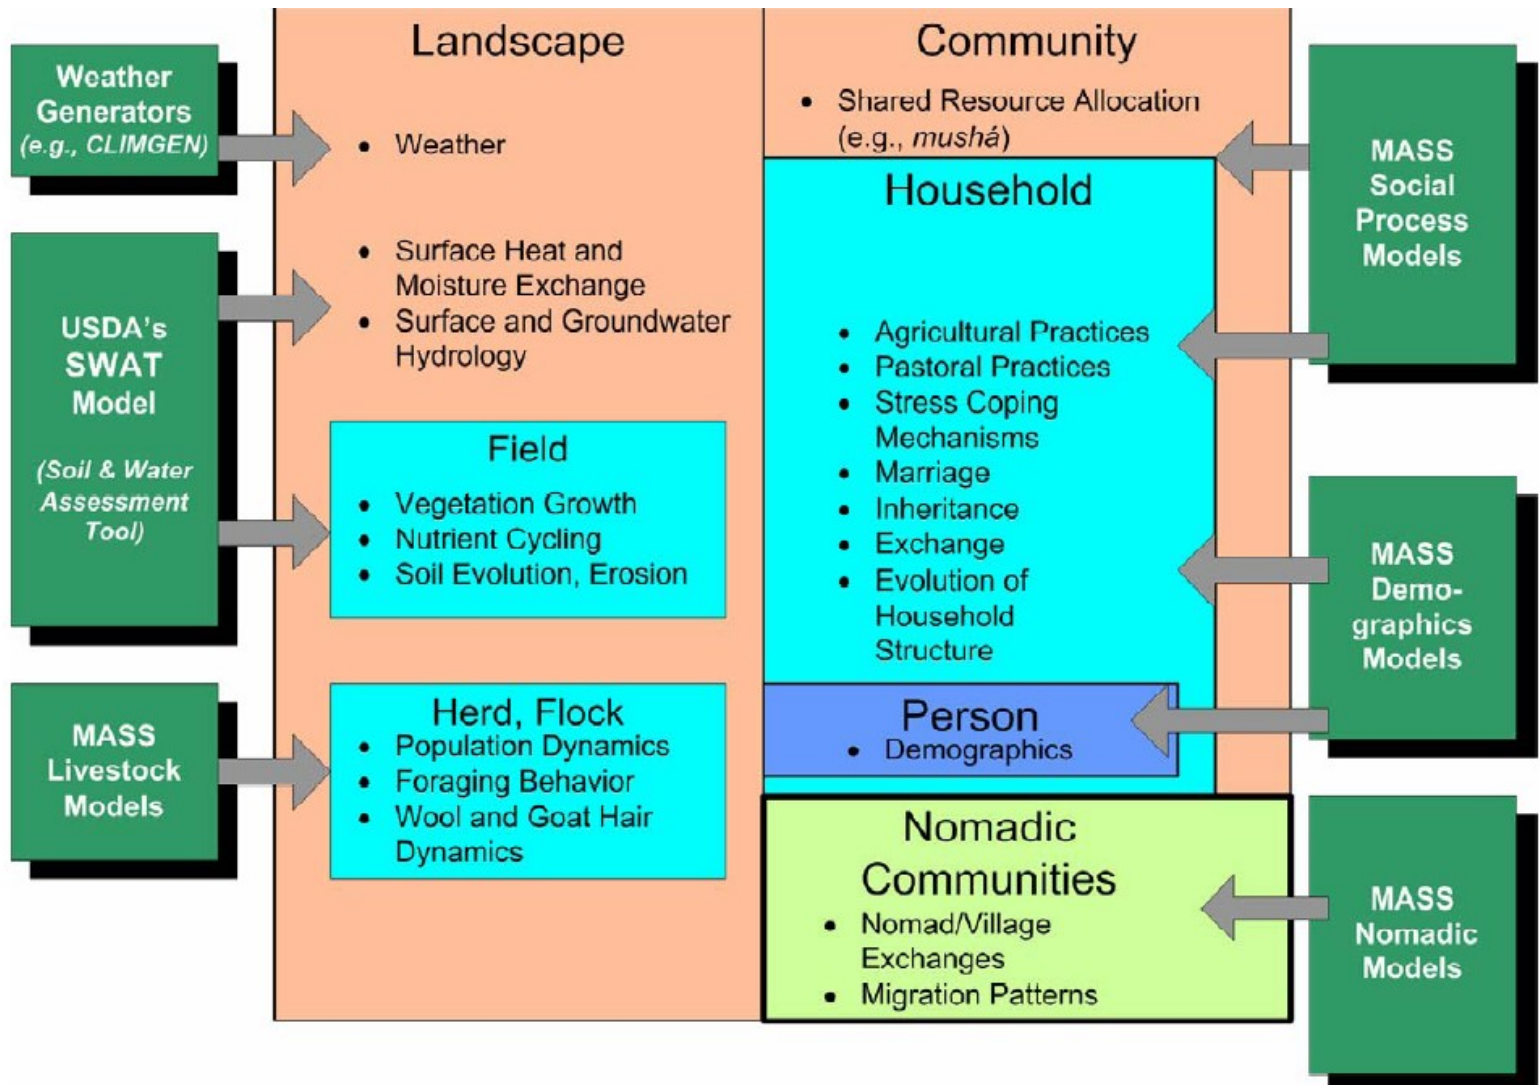 Weather
Generators
(e.g., CLIMGEN)
USDA's
SWAT
Model
(Soil & Water
Assessment
Tool)
MASS
Livestock
Models
Landscape
• Weather
• Surface Heat and
Moisture Exchange
• Surface and Groundwater
Hydrology
Field
• Vegetation Growth
• Nutrient Cycling
• Soil Evolution, Erosion
Herd, Flock
• Population Dynamics
• Foraging Behavior
• Wool and Goat Hair
Dynamics
Community
• Shared Resource Allocation
(e.g., mushá)
Household
• Agricultural Practices
• Pastoral Practices
• Stress Coping
Mechanisms
• Marriage
• Inheritance
• Exchange
• Evolution of
Household
Structure
Person
• Demographics
Nomadic
Communities
• Nomad/Village
Exchanges
• Migration Patterns
MASS
Social
Process
Models
MASS
Demo-
graphics
Models
MASS
Nomadic
Models